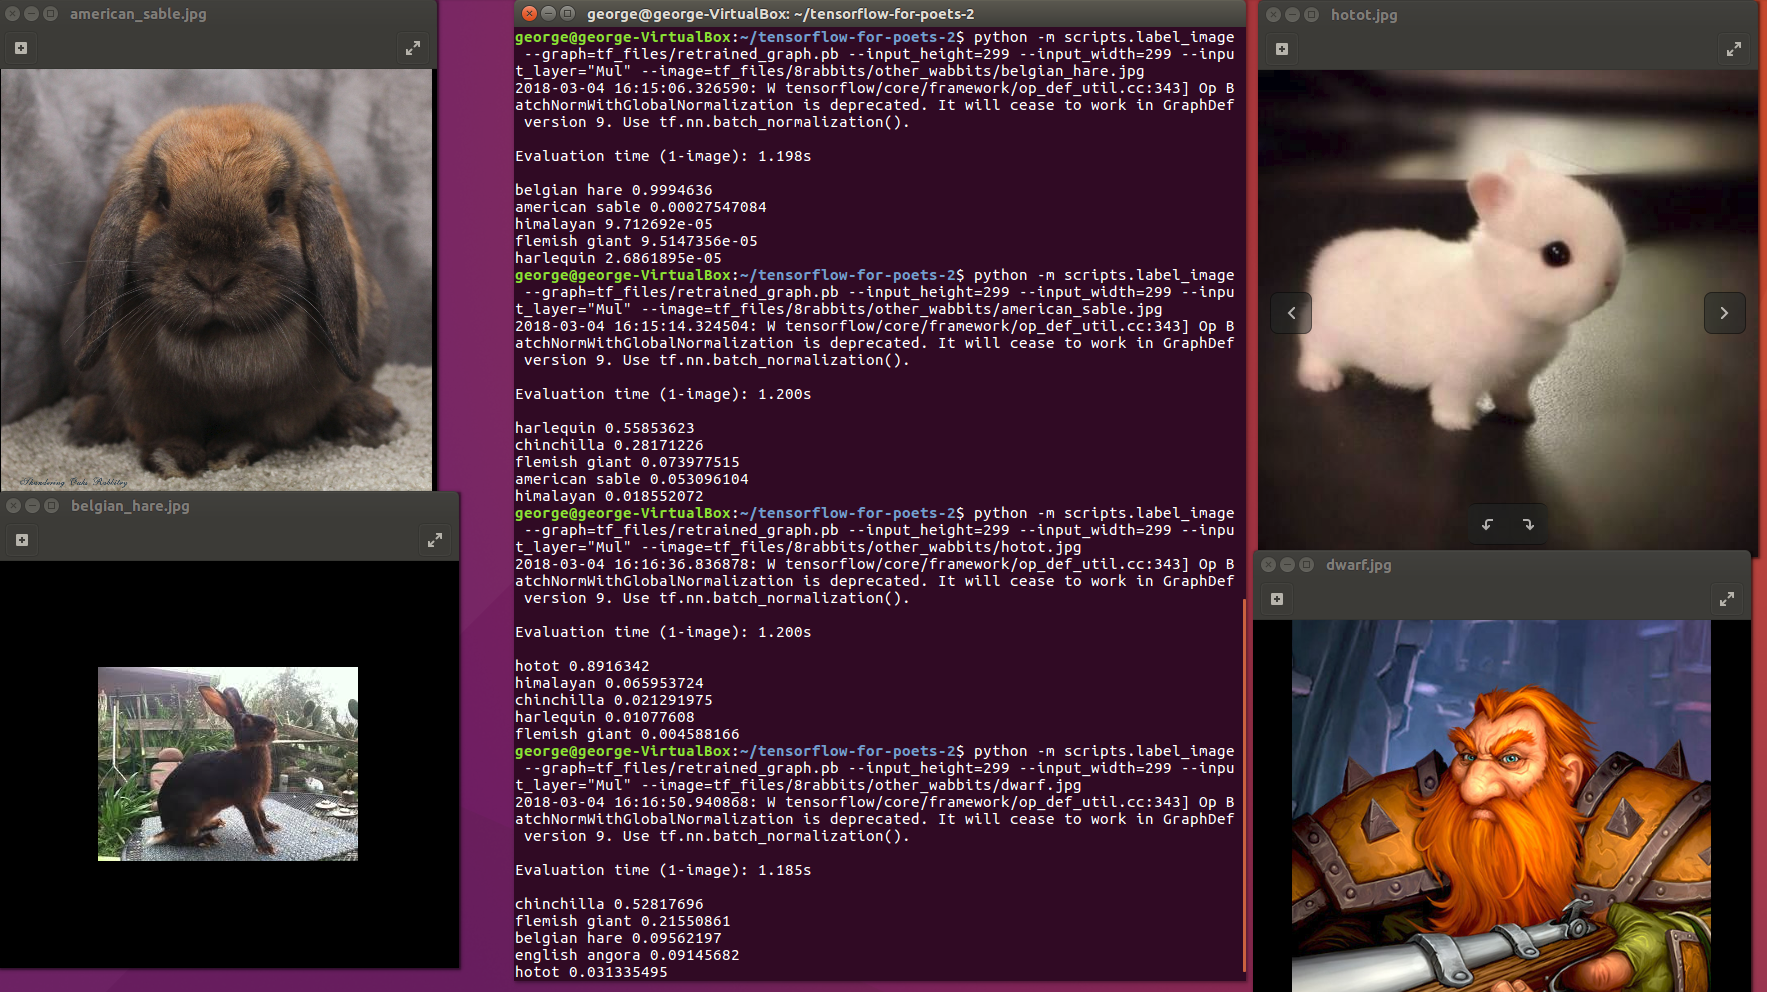 american_sable.jpg
©Thundering Oaks Rabbitry
belgian_hare.jpg
george@george-VirtualBox: ~/tensorflow-for-poets-2
george@george-VirtualBox:~/tensorflow-for-poets-2$ python -m scripts.label_image
--graph=tf_files/retrained_graph.pb --input_height=299 --input_width=299 --inpu
t_layer="Mul" --image=tf_files/8rabbits/other_wabbits/belgian_hare.jpg
2018-03-04 16:15:06.326590: W tensorflow/core/framework/op_def_util.cc:343] Op B
atchNormWithGlobalNormalization is deprecated. It will cease to work in GraphDef
version 9. Use tf.nn.batch_normalization().
Evaluation time (1-image): 1.198s
belgian hare 0.9994636
american sable 0.00027547084
himalayan 9.712692e-05
flemish giant 9.5147356e-05
harlequin 2.6861895e-05
george@george-VirtualBox:~/tensorflow-for-poets-2$ python -m scripts.label_image
--graph=tf_files/retrained_graph.pb --input_height=299 --input_width=299 --inpu
t_layer="Mul" --image=tf_files/8rabbits/other_wabbits/american_sable.jpg
2018-03-04 16:15:14.324504: W tensorflow/core/framework/op_def_util.cc:343] Op B
atchNormWithGlobalNormalization is deprecated. It will cease to work in GraphDef
version 9. Use tf.nn.batch_normalization().
Evaluation time (1-image): 1.200s
harlequin 0.55853623
chinchilla 0.28171226
flemish giant 0.073977515
american sable 0.053096104
himalayan 0.018552072
george@george-VirtualBox:~/tensorflow-for-poets-2$ python -m scripts.label_image
--graph=tf_files/retrained_graph.pb --input_height=299 --input_width=299 --inpu
t_layer="Mul" --image=tf_files/8rabbits/other_wabbits/hotot.jpg
2018-03-04 16:16:36.836878: W tensorflow/core/framework/op_def_util.cc:343] Op B
atchNormWithGlobalNormalization is deprecated. It will cease to work in GraphDef
version 9. Use tf.nn.batch_normalization().
Evaluation time (1-image): 1.200s
hotot 0.8916342
himalayan 0.065953724
chinchilla 0.021291975
harlequin 0.01077608
flemish giant 0.004588166
george@george-VirtualBox:~/tensorflow-for-poets-2$ python -m scripts.label_image
--graph=tf_files/retrained_graph.pb --input_height=299 --input_width=299 --inpu
t_layer="Mul" --image=tf_files/8rabbits/other_wabbits/dwarf.jpg
2018-03-04 16:16:50.940868: W tensorflow/core/framework/op_def_util.cc:343] Op B
atchNormWithGlobalNormalization is deprecated. It will cease to work in GraphDef
version 9. Use tf.nn.batch_normalization().
Evaluation time (1-image): 1.185s
chinchilla 0.52817696
flemish giant 0.21550861
belgian hare 0.09562197
english angora 0.09145682
hotot 0.031335495
hotot.jpg
dwarf.jpg